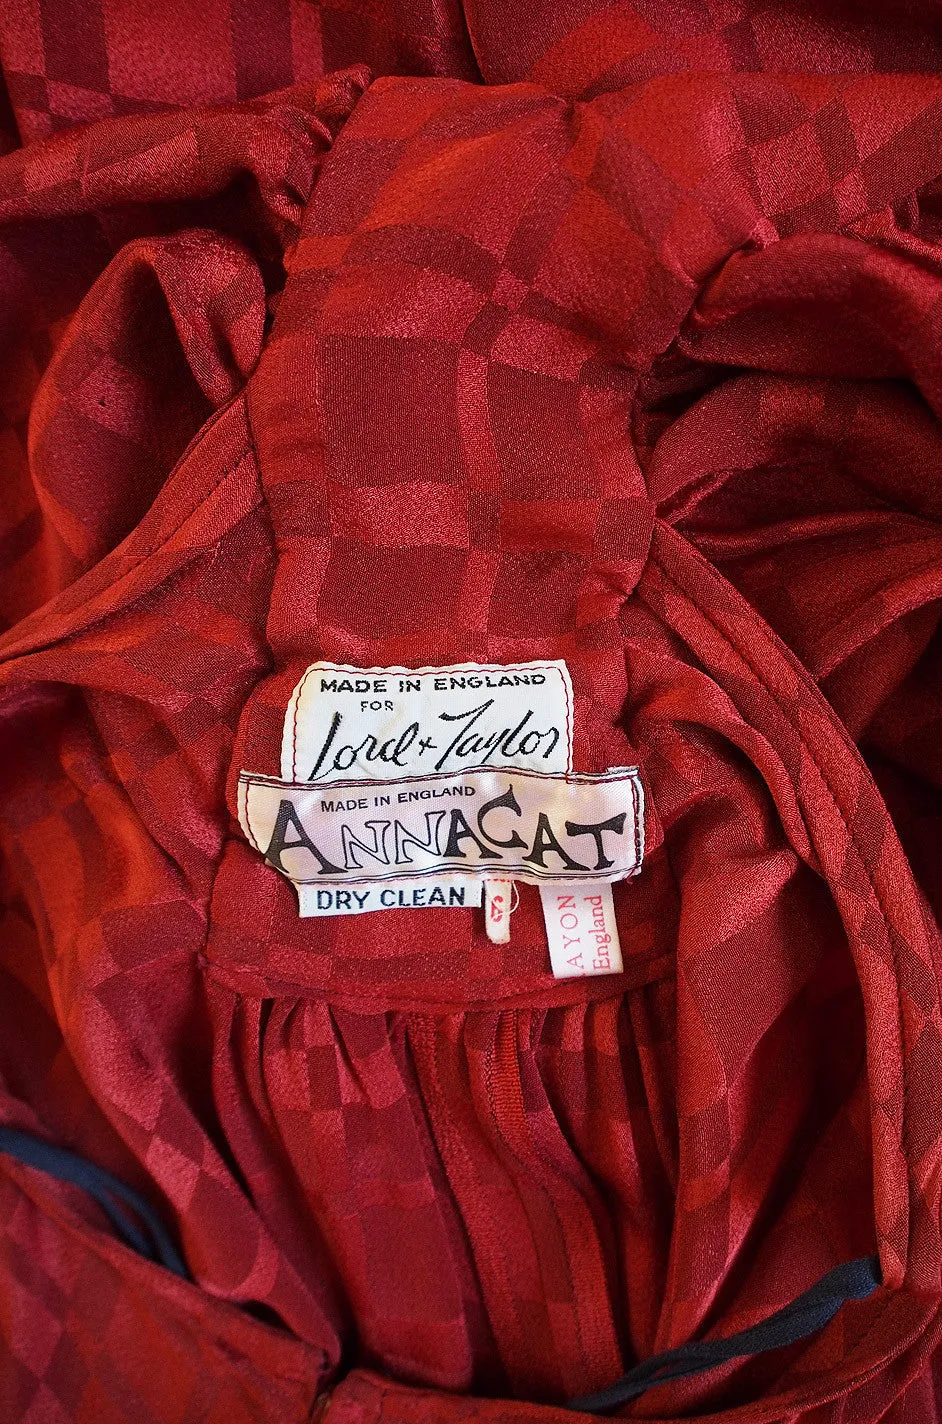 MADE IN ENGLAND
FOR
Lord + Taylor
MADE IN ENGLAND
ANNACAT
DRY CLEAN
AYON
England